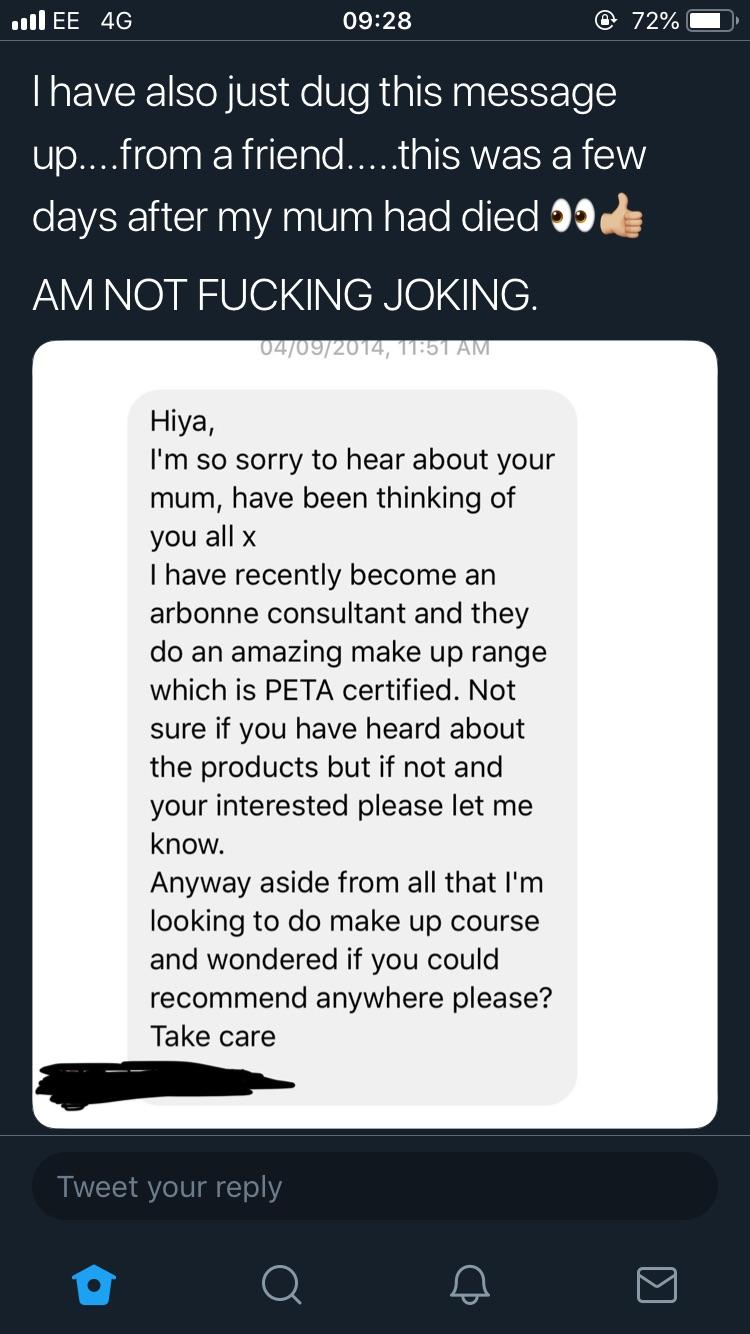 EE 4G 09:28 72%
I have also just dug this message
up....from a friend.....this was a few
days after my mum had died 👀👍🏼
AM NOT FUCKING JOKING.
04/09/2014, 11:51 AM
Hiya,
I'm so sorry to hear about your
mum, have been thinking of
you all x
I have recently become an
arbonne consultant and they
do an amazing make up range
which is PETA certified. Not
sure if you have heard about
the products but if not and
your interested please let me
know.
Anyway aside from all that I'm
looking to do make up course
and wondered if you could
recommend anywhere please?
Take care
Tweet your reply